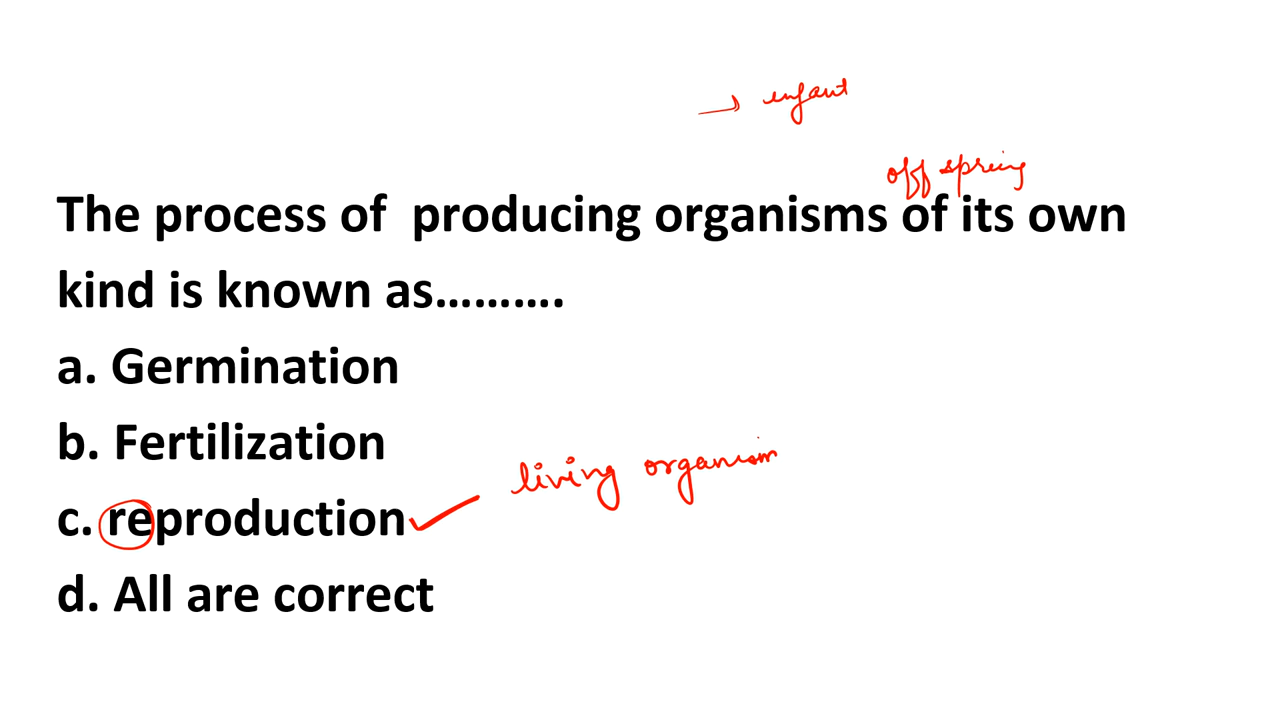 → infant
off spring
The process of  producing organisms of its own
kind is known as……….
a. Germination
b. Fertilization
living organism
c. reproduction
d. All are correct